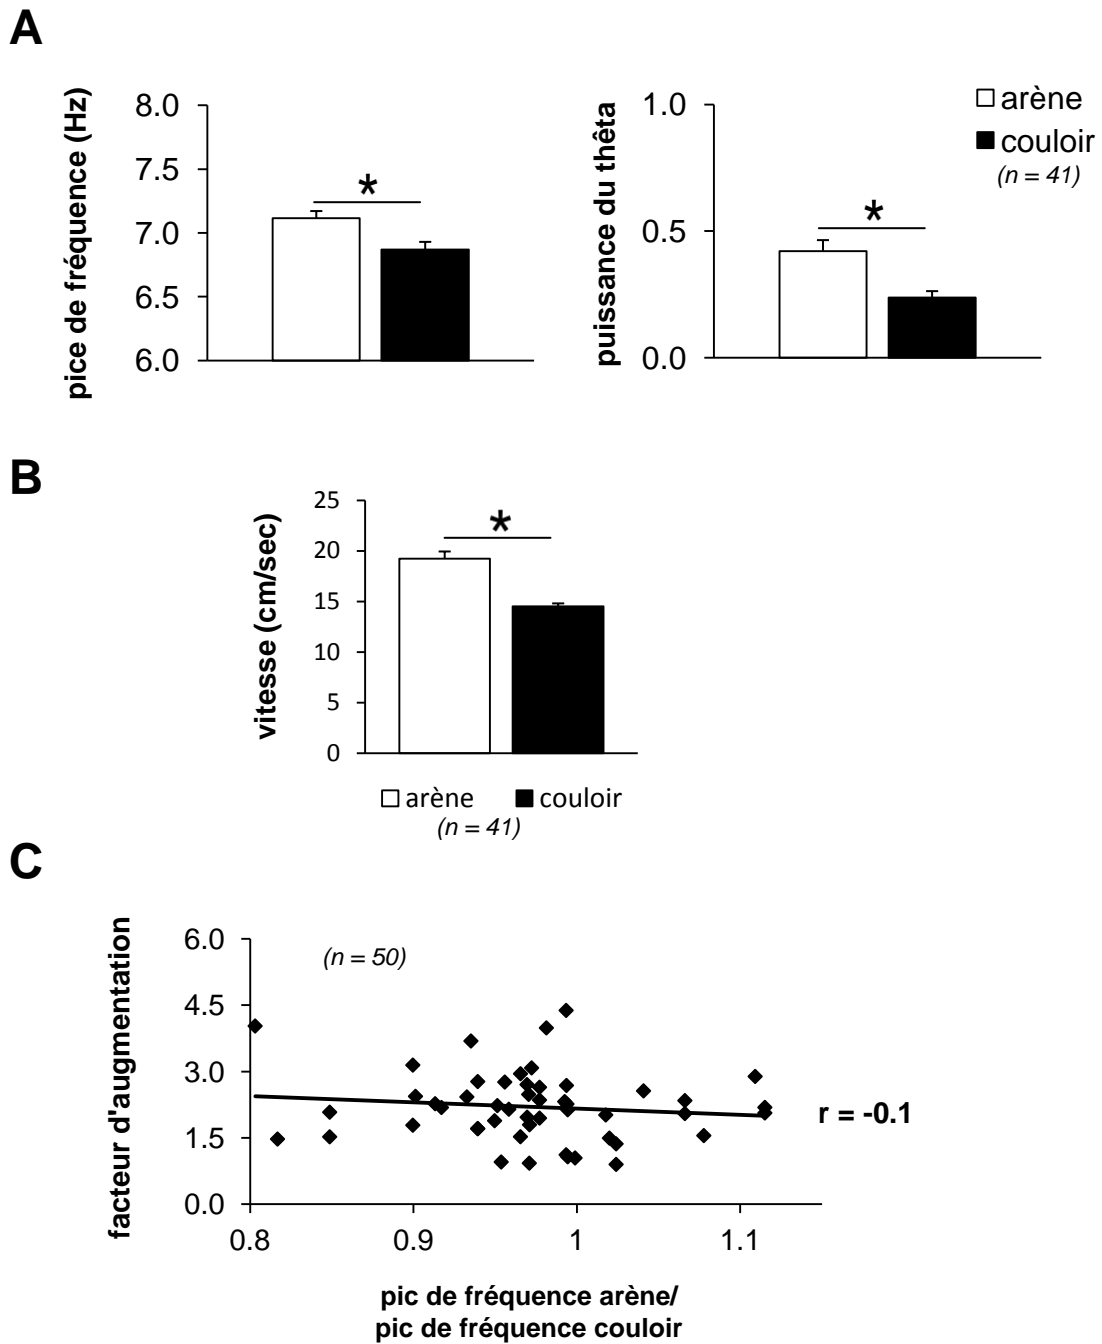 A
pice de fréquence (Hz)
8.0
7.5
7.0
6.5
6.0
*
puissance du thêta
1.0
0.5
0.0
*
arène
couloir
(n = 41)
B
vitesse (cm/sec)
25
20
15
10
5
0
*
arène couloir
(n = 41)
C
facteur d'augmentation
6.0
4.5
3.0
1.5
0.0
(n = 50)
r = -0.1
0.8 0.9 1 1.1
pic de fréquence arène/
pic de fréquence couloir